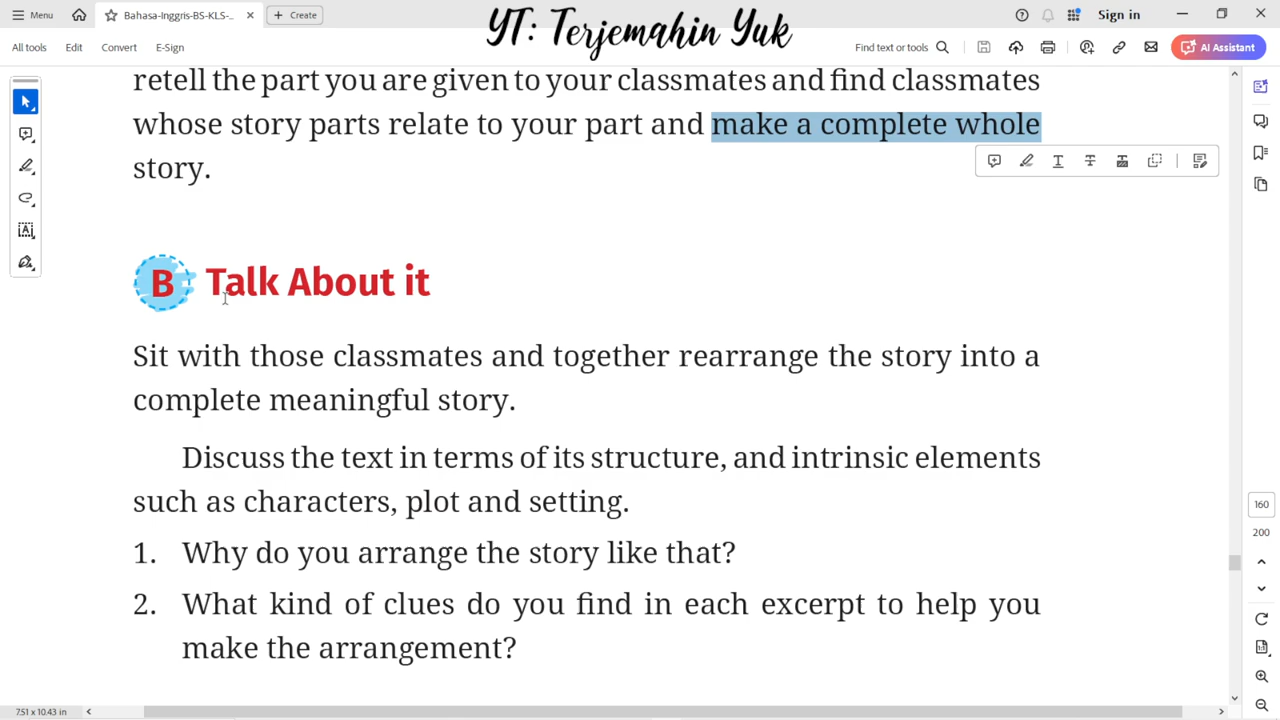 Menu
Bahasa-Inggris-BS-KLS-...
Create
YT: Terjemahin Yuk
Sign in
All tools
Edit
Convert
E-Sign
Find text or tools
AI Assistant
retell the part you are given to your classmates and find classmates
whose story parts relate to your part and make a complete whole
story.
B Talk About it
Sit with those classmates and together rearrange the story into a
complete meaningful story.
Discuss the text in terms of its structure, and intrinsic elements
such as characters, plot and setting.
1. Why do you arrange the story like that?
2. What kind of clues do you find in each excerpt to help you
make the arrangement?
160
200
7.51 x 10.43 in